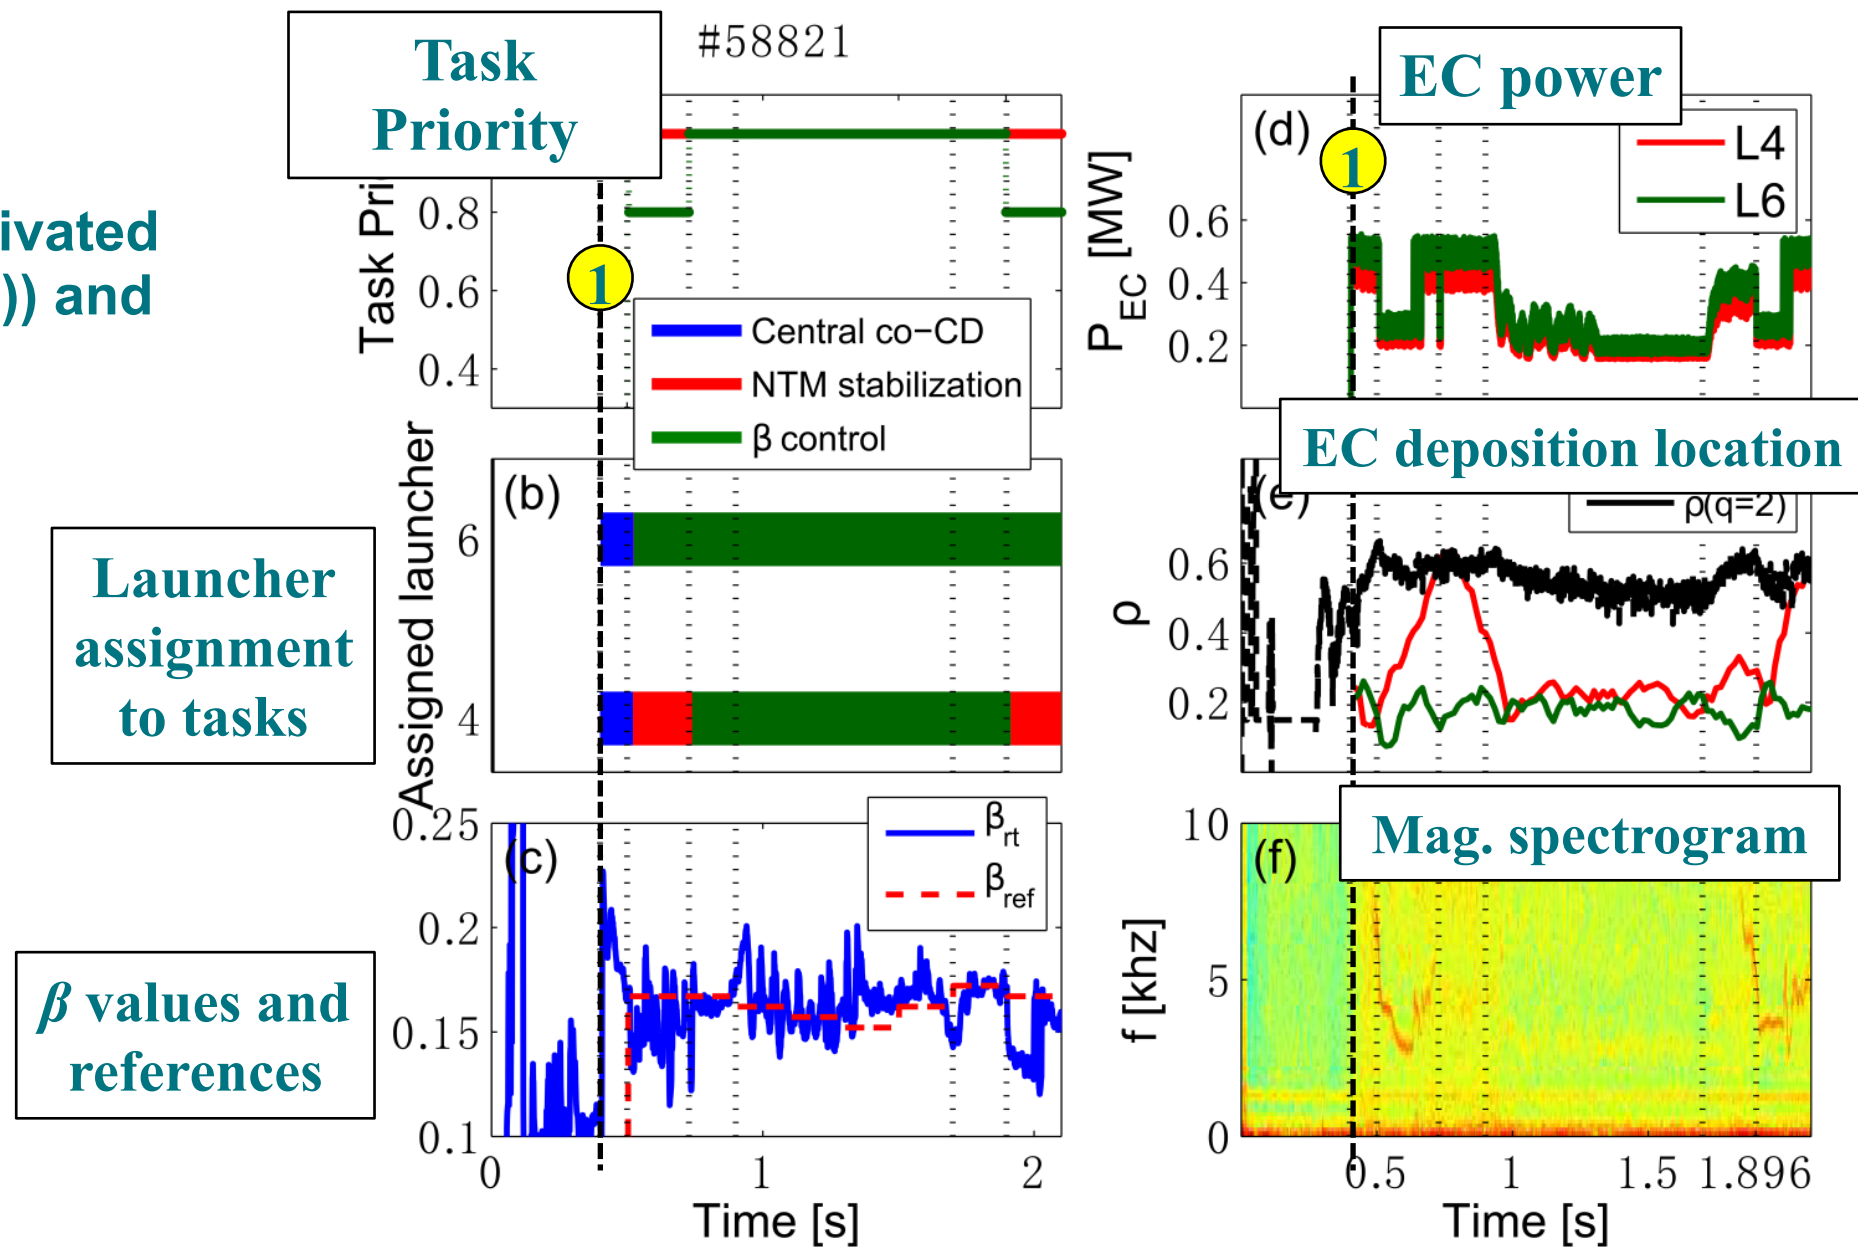 #58821
Task
Priority
ivated
)) and
Task Pri
0.8
0.6
0.4
1
Central co-CD
NTM stabilization
β control
EC power
(d)
1
L4
L6
P_EC [MW]
0.6
0.4
0.2
Launcher
assignment
to tasks
Assigned launcher
(b)
6
4
EC deposition location
(e)
ρ(q=2)
ρ
0.6
0.4
0.2
β values and
references
0.25
0.2
0.15
0.1
(c)
β_rt
β_ref
0
1
2
Time [s]
Mag. spectrogram
(f)
f [khz]
10
5
0
0.5
1
1.5
1.896
Time [s]